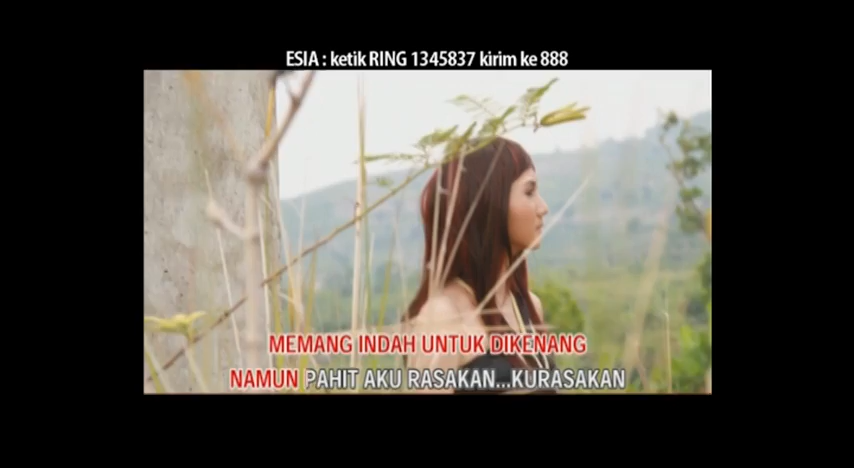 ESIA : ketik RING 1345837 kirim ke 888
MEMANG INDAH UNTUK DIKENANG
NAMUN PAHIT AKU RASAKAN...KURASAKAN